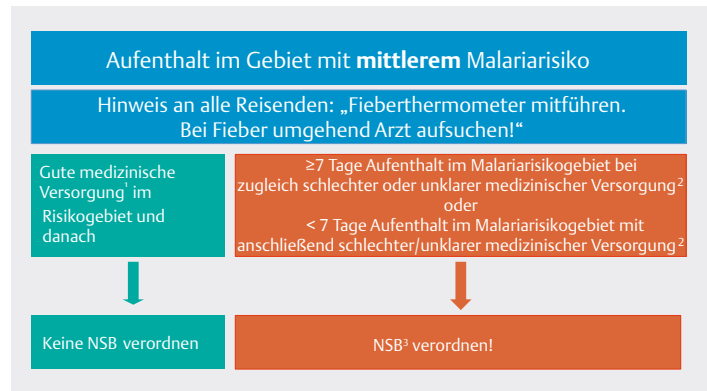 Aufenthalt im Gebiet mit mittlerem Malariarisiko
Hinweis an alle Reisenden: „Fieberthermometer mitführen.
Bei Fieber umgehend Arzt aufsuchen!“
Gute medizinische
Versorgung¹ im
Risikogebiet und
danach
≥7 Tage Aufenthalt im Malariarisikogebiet bei
zugleich schlechter oder unklarer medizinischer Versorgung²
oder
< 7 Tage Aufenthalt im Malariarisikogebiet mit
anschließend schlechter/unklarer medizinischer Versorgung²
Keine NSB verordnen
NSB³ verordnen!